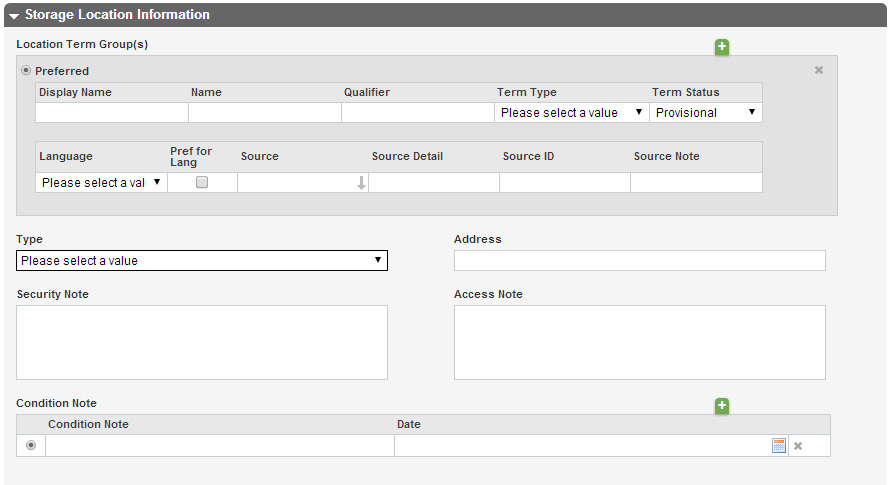 Storage Location Information
Location Term Group(s)
Preferred
Display Name Name Qualifier Term Type Term Status
Please select a value Provisional
Language Pref for Lang Source Source Detail Source ID Source Note
Please select a val
Type Address
Please select a value
Security Note Access Note
Condition Note
Condition Note Date